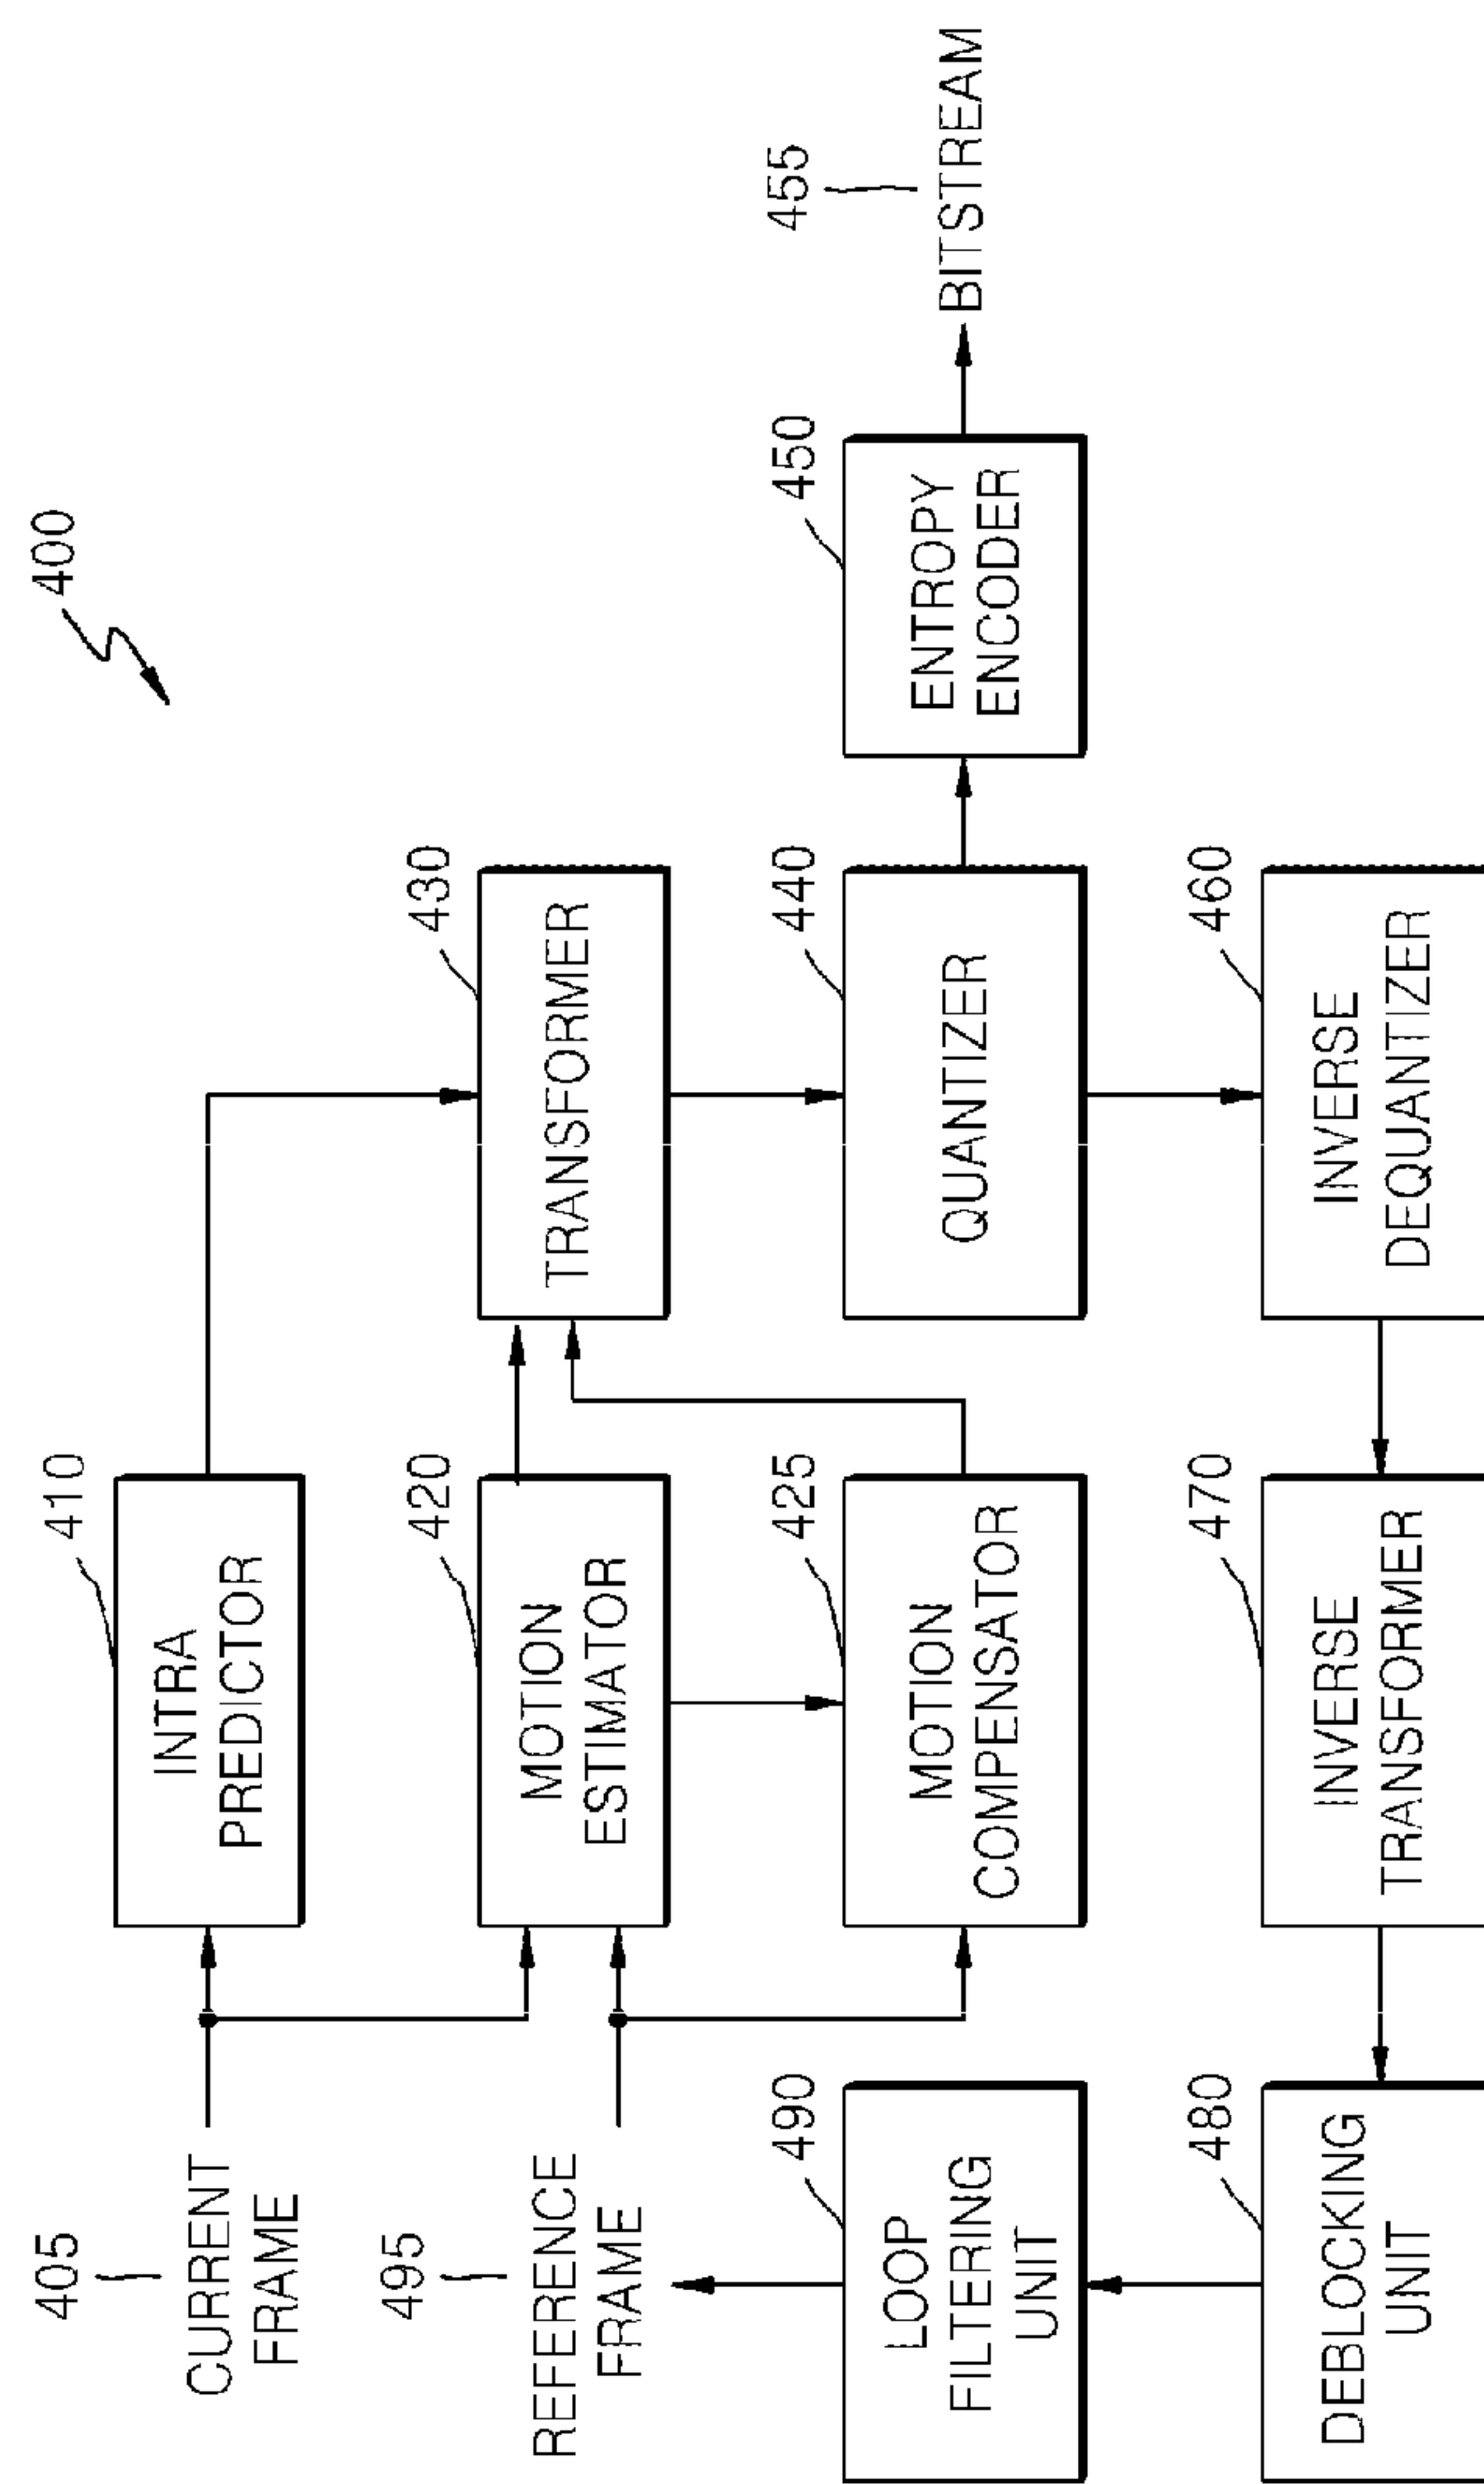 400
405
CURRENT
FRAME
410
INTRA
PREDICTOR
495
REFERENCE
FRAME
420
MOTION
ESTIMATOR
430
TRANSFORMER
490
LOOP
FILTERING
UNIT
425
MOTION
COMPENSATOR
440
QUANTIZER
450
ENTROPY
ENCODER
455
BITSTREAM
480
DEBLOCKING
UNIT
470
INVERSE
TRANSFORMER
460
INVERSE
DEQUANTIZER